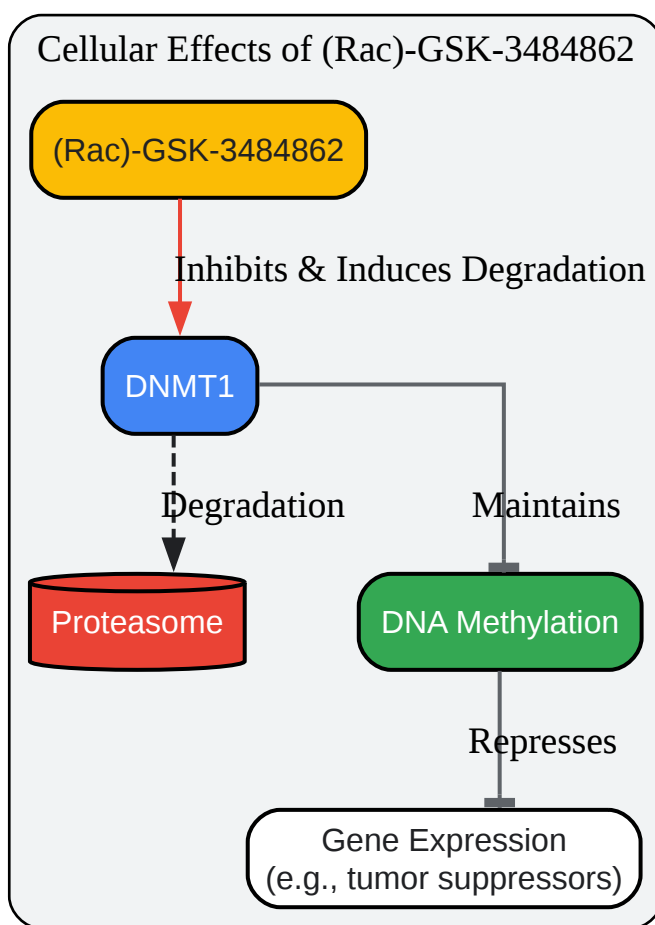 Cellular Effects of (Rac)-GSK-3484862
(Rac)-GSK-3484862
Inhibits & Induces Degradation
DNMT1
Degradation
Maintains
Proteasome
DNA Methylation
Represses
Gene Expression
(e.g., tumor suppressors)